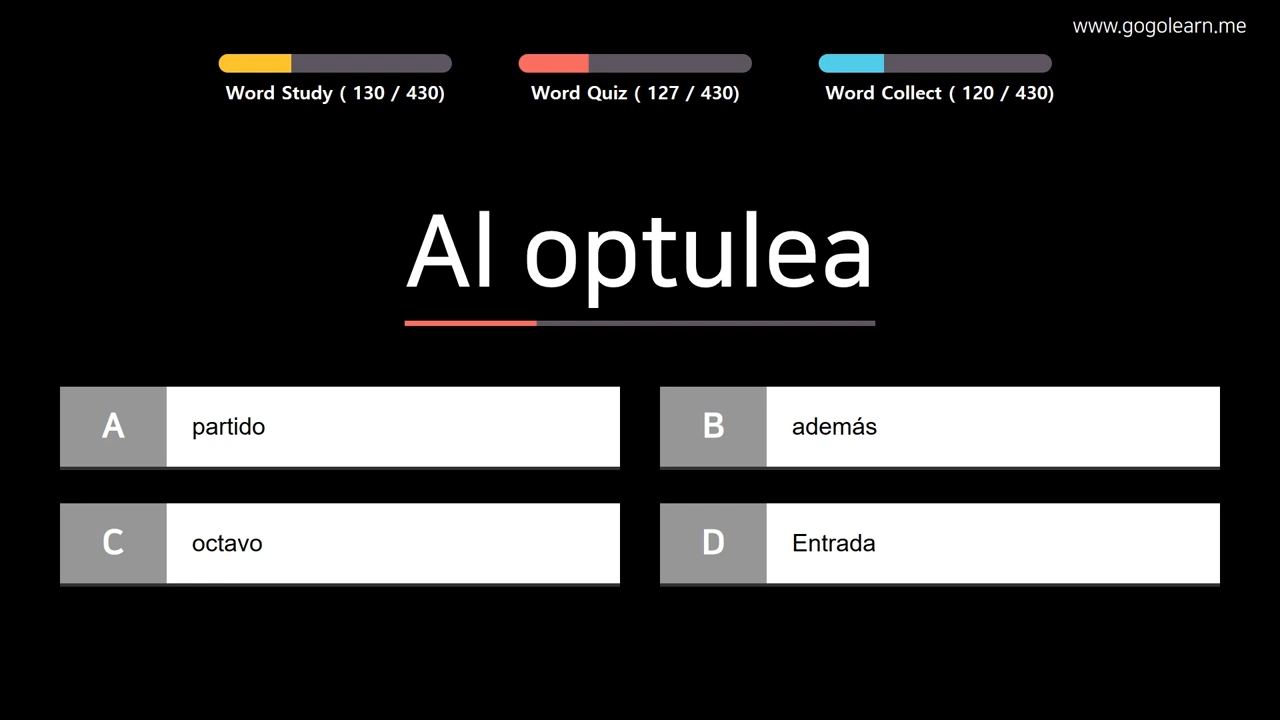 www.gogolearn.me
Word Study ( 130 / 430)
Word Quiz ( 127 / 430)
Word Collect ( 120 / 430)
Al optulea
A
partido
B
además
C
octavo
D
Entrada